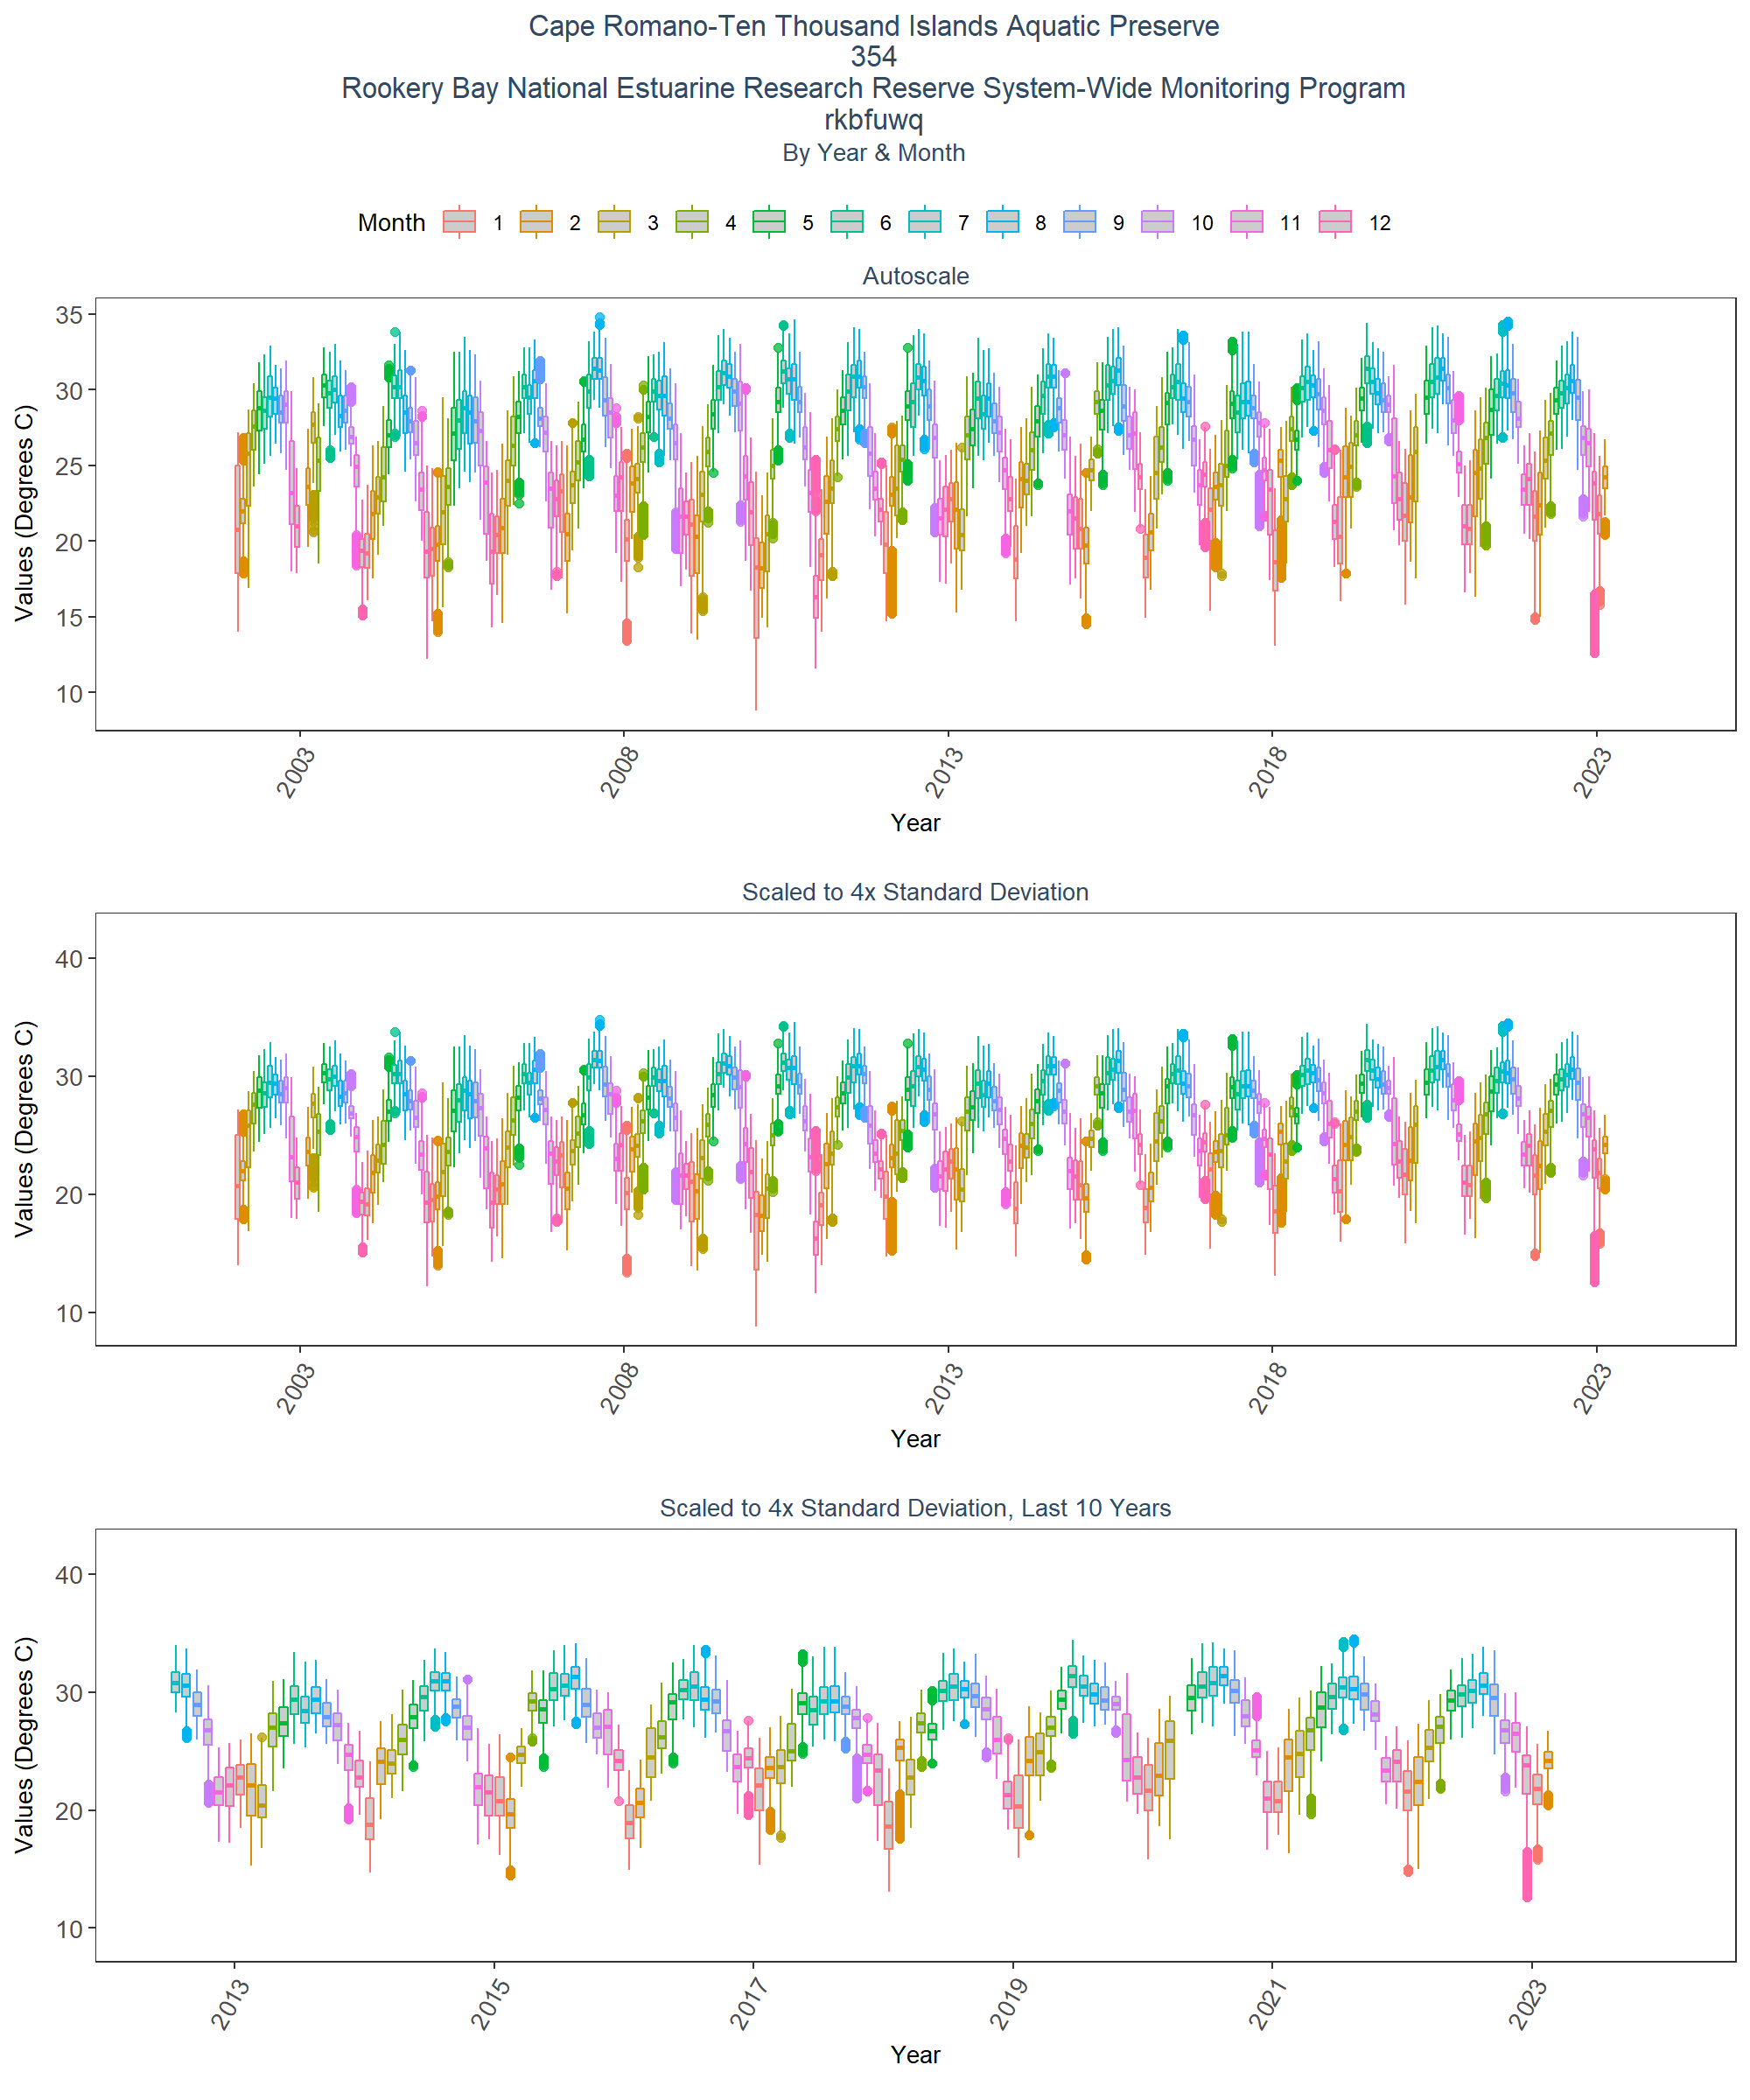 Cape Romano-Ten Thousand Islands Aquatic Preserve
354
Rookery Bay National Estuarine Research Reserve System-Wide Monitoring Program
rkbfuwq
By Year & Month
Month 1 2 3 4 5 6 7 8 9 10 11 12
Autoscale
Values (Degrees C)
35
30
25
20
15
10
2003 2008 2013 2018 2023
Year
Scaled to 4x Standard Deviation
Values (Degrees C)
40
30
20
10
2003 2008 2013 2018 2023
Year
Scaled to 4x Standard Deviation, Last 10 Years
Values (Degrees C)
40
30
20
10
2013 2015 2017 2019 2021 2023
Year